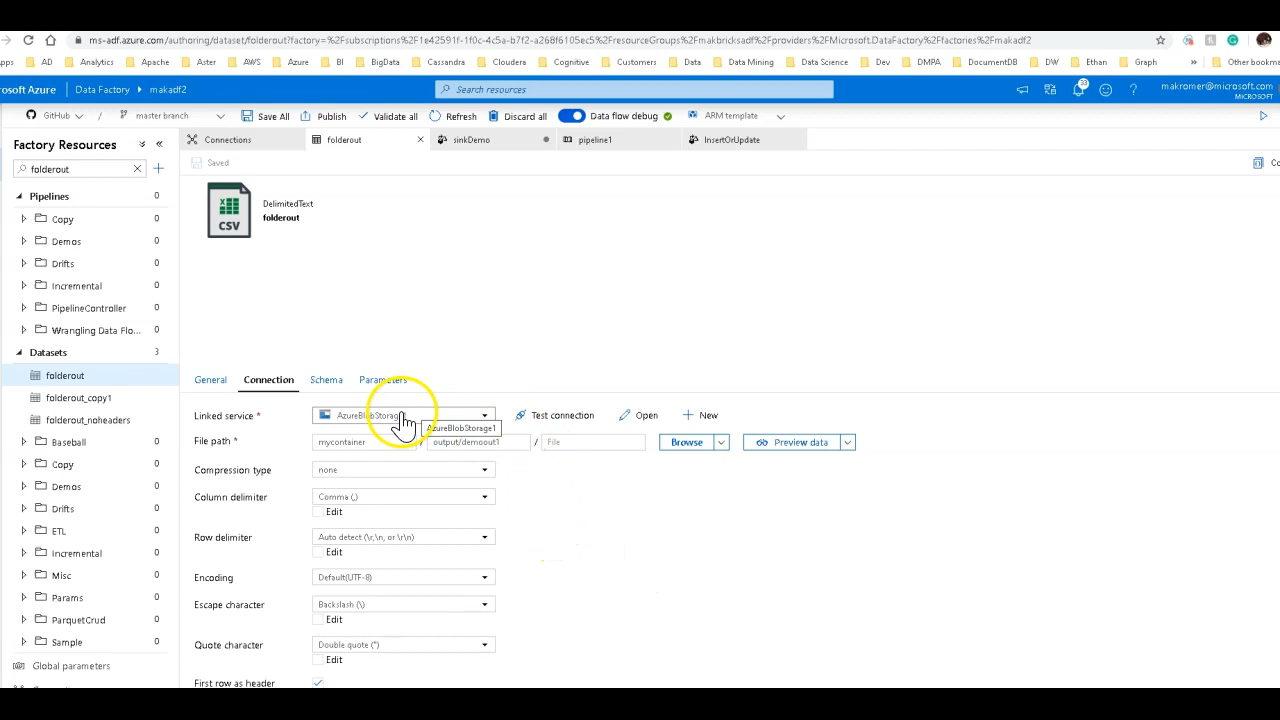 ms-adf.azure.com/authoring/dataset/folderout?factory=%2Fsubscriptions%2F1e42591f-1f0c-4c5a-b7f2-a268f6105ec5%2FresourceGroups%2Fmakbricksadf%2Fproviders%2FMicrosoft.DataFactory%2Ffactories%2Fmakadf2
pps AD Analytics Apache Aster AWS Azure BI BigData Cassandra Cloudera Cognitive Customers Data Data Mining Data Science Dev DMPA DocumentDB DW Ethan Graph » Other bookma
rosoft Azure Data Factory makadf2 Search resources 33 makromer@microsoft.com
MICROSOFT
GitHub master branch Save All Publish Validate all Refresh Discard all Data flow debug ARM template
Factory Resources Connections folderout sinkDemo pipeline1 InsertOrUpdate
folderout Saved Co
Pipelines 0
Copy 0
Demos 0
Drifts 0
Incremental 0
PipelineController 0
Wrangling Data Flo... 0
Datasets 3
folderout
folderout_copy1
folderout_noheaders
Baseball 0
Copy 0
Demos 0
Drifts 0
ETL 0
Incremental 0
Misc 0
Params 0
ParquetCrud 0
Sample 0
Global parameters
CSV
DelimitedText
folderout
General Connection Schema Parameters
Linked service * AzureBlobStorage1 Test connection Open New
AzureBlobStorage1
File path * mycontainer / output/demoout1 / File Browse Preview data
Compression type none
Column delimiter Comma (,)
Edit
Row delimiter Auto detect (\r,\n, or \r\n)
Edit
Encoding Default(UTF-8)
Escape character Backslash (\)
Edit
Quote character Double quote (")
Edit
First row as header